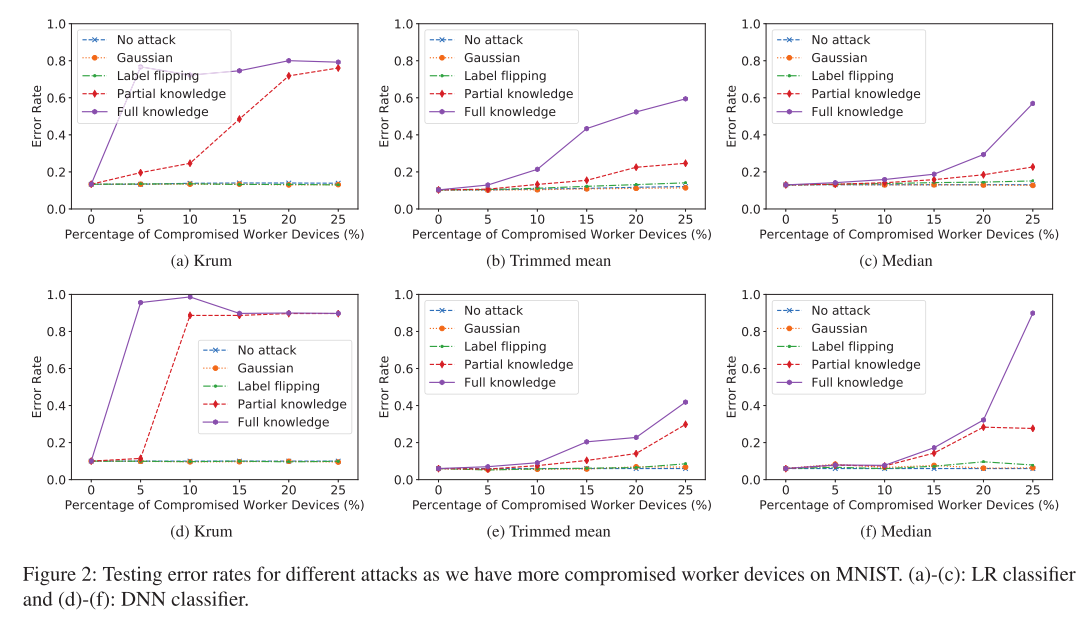 1.0
0.8
0.6
0.4
0.2
0.0
Error Rate
No attack
Gaussian
Label flipping
Partial knowledge
Full knowledge
0 5 10 15 20 25
Percentage of Compromised Worker Devices (%)
(a) Krum
1.0
0.8
0.6
0.4
0.2
0.0
Error Rate
No attack
Gaussian
Label flipping
Partial knowledge
Full knowledge
0 5 10 15 20 25
Percentage of Compromised Worker Devices (%)
(b) Trimmed mean
1.0
0.8
0.6
0.4
0.2
0.0
Error Rate
No attack
Gaussian
Label flipping
Partial knowledge
Full knowledge
0 5 10 15 20 25
Percentage of Compromised Worker Devices (%)
(c) Median
1.0
0.8
0.6
0.4
0.2
0.0
Error Rate
No attack
Gaussian
Label flipping
Partial knowledge
Full knowledge
0 5 10 15 20 25
Percentage of Compromised Worker Devices (%)
(d) Krum
1.0
0.8
0.6
0.4
0.2
0.0
Error Rate
No attack
Gaussian
Label flipping
Partial knowledge
Full knowledge
0 5 10 15 20 25
Percentage of Compromised Worker Devices (%)
(e) Trimmed mean
1.0
0.8
0.6
0.4
0.2
0.0
Error Rate
No attack
Gaussian
Label flipping
Partial knowledge
Full knowledge
0 5 10 15 20 25
Percentage of Compromised Worker Devices (%)
(f) Median
Figure 2: Testing error rates for different attacks as we have more compromised worker devices on MNIST. (a)-(c): LR classifier
and (d)-(f): DNN classifier.